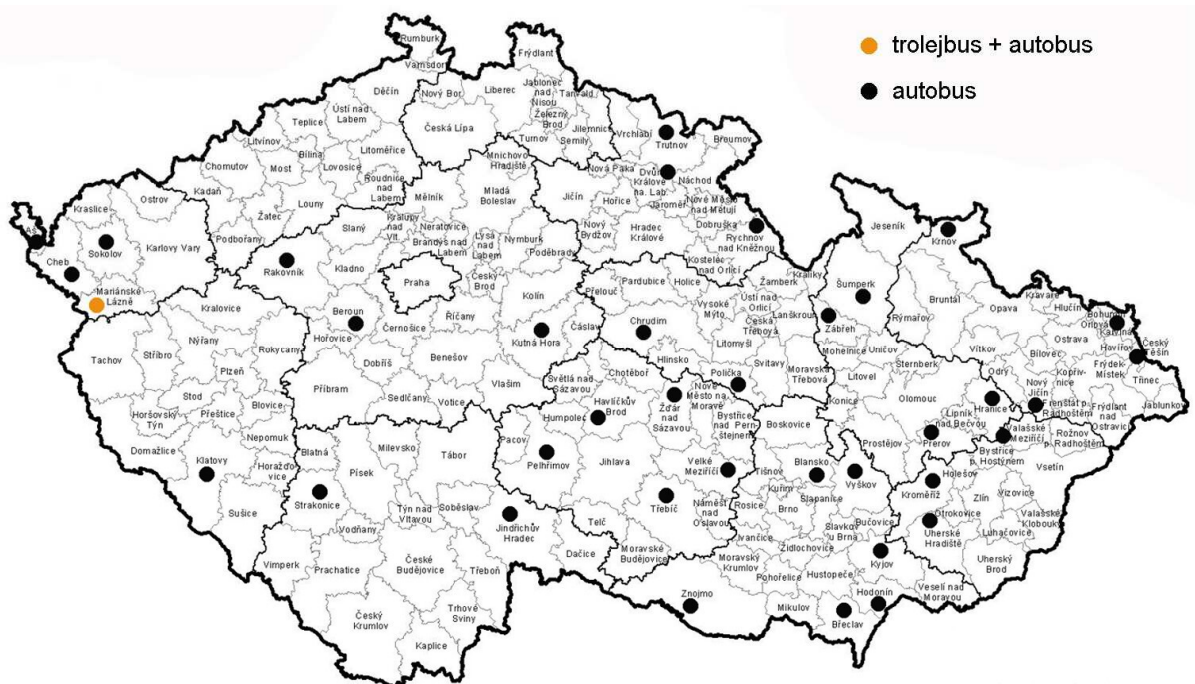 trolejbus + autobus
autobus
Rumburk
Varnsdorf
Frýdlant
Děčín
Nový Bor
Liberec
Jablonec
nad
Nisou
Tanvald
Ústí nad
Labem
Teplice
Česká Lípa
Železný
Brod
Jilemnice
Semily
Turnov
Vrchlabí
Trutnov
Broumov
Litvínov
Bílina
Litoměřice
Lovosice
Most
Chomutov
Kadaň
Roudnice
nad
Labem
Mnichovo
Hradiště
Nová Paka
Dvůr
Králové
na. Lab.
Náchod
Jaroměř
Nové Město
nad Metují
Ostrov
Kraslice
Aš
Sokolov
Karlovy Vary
Cheb
Mariánské
Lázně
Žatec
Louny
Podbořany
Mělník
Mladá
Boleslav
Jičín
Hořice
Slaný
Kralupy
nad
Vlt.
Neratovice
Brandýs nad
Labem
Lysá
nad
Labem
Nymburk
Poděbrady
Nový
Bydžov
Hradec
Králové
Dobruška
Rychnov
nad Kněžnou
Kostelec
nad Orlicí
Rakovník
Kladno
Praha
Český
Brod
Kolín
Přelouč
Pardubice
Holice
Žamberk
Králíky
Jeseník
Krnov
Šumperk
Bruntál
Rýmařov
Opava
Kravaře
Hlučín
Bohumín
Orlová
Karviná
Ostrava
Havířov
Český
Těšín
Kralovice
Beroun
Hořovice
Černošice
Říčany
Kutná Hora
Čáslav
Chrudim
Vysoké
Mýto
Ústí nad
Orlicí
Česká
Třebová
Lanškroun
Zábřeh
Litomyšl
Mohelnice
Uničov
Šternberk
Vítkov
Bílovec
Frýdek-
Místek
Třinec
Jablunkov
Tachov
Stříbro
Nýřany
Rokycany
Plzeň
Dobříš
Benešov
Hlinsko
Svitavy
Moravská
Třebová
Litovel
Olomouc
Odry
Nový
Jičín
Kopřiv-
nice
Příbram
Sedlčany
Votice
Vlašim
Světlá nad
Sázavou
Chotěboř
Polička
Konice
Lipník
nad Bečvou
Hranice
Frenštát p.
Radhoštěm
Frýdlant
nad
Ostravicí
Stod
Přeštice
Blovice
Horšovský
Týn
Nepomuk
Domažlice
Klatovy
Horažďo
vice
Sušice
Blatná
Milevsko
Tábor
Písek
Humpolec
Havlíčkův
Brod
Žďár
nad
Sázavou
Nové
Město na
Moravě
Bystřice
nad Pern
štejnem
Boskovice
Prostějov
Přerov
Valašské
Meziříčí
Rožnov
p. Radhoštěm
Bystřice
p. Hostýnem
Vsetín
Pacov
Pelhřimov
Jihlava
Velké
Meziříčí
Tišnov
Blansko
Kuřim
Vyškov
Holešov
Kroměříž
Zlín
Vizovice
Strakonice
Týn nad
Vltavou
Soběslav
Jindřichův
Hradec
Třebíč
Náměšť
nad
Oslavou
Rosice
Brno
Šlapanice
Slavkov
u Brna
Bučovice
Otrokovice
Uherské
Hradiště
Luhačovice
Valašské
Klobouky
Vodňany
Telč
Dačice
Moravské
Budějovice
Ivančice
Židlochovice
Kyjov
Uherský
Brod
Vimperk
Prachatice
České
Budějovice
Třeboň
Moravský
Krumlov
Pohořelice
Hustopeče
Hodonín
Veselí nad
Moravou
Český
Krumlov
Trhové
Sviny
Kaplice
Znojmo
Mikulov
Břeclav